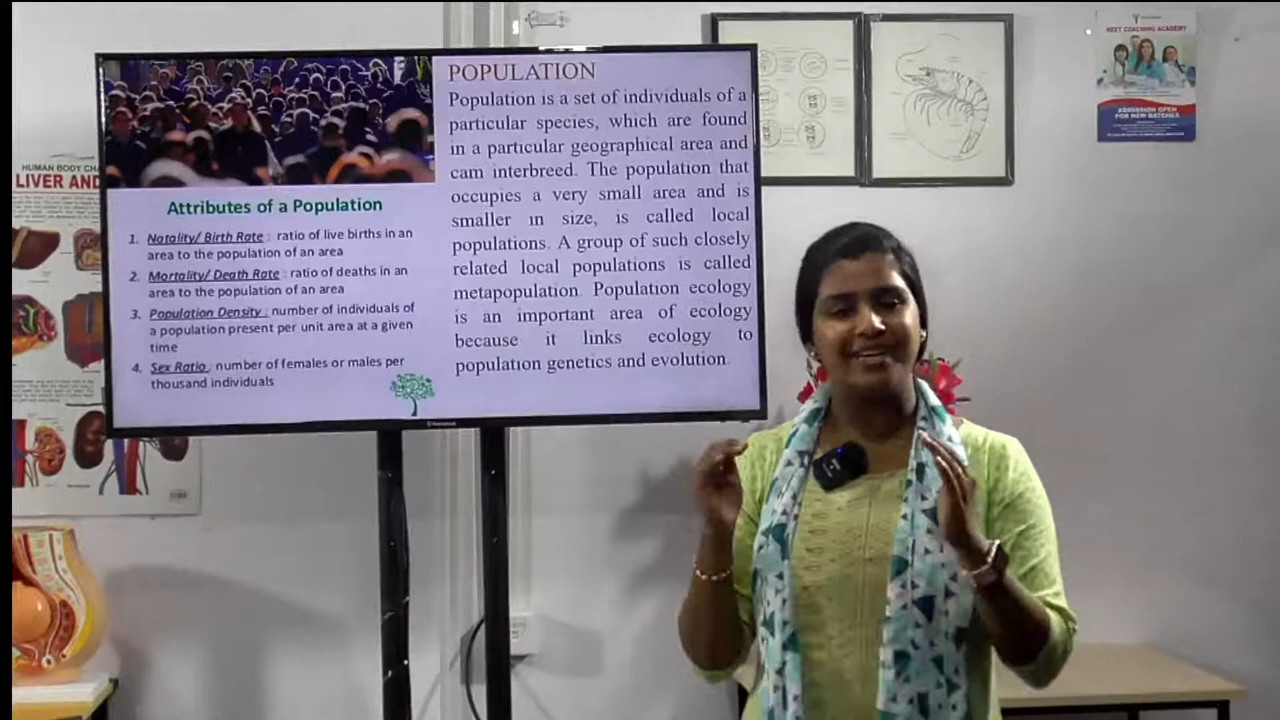 POPULATION
Population is a set of individuals of a
particular species, which are found
a particular geographical area and
cam interbreed. The population that
occupies a very small area and is
smaller in size, is called local
populations. A group of such closely
related local populations is called
metapopulation. Population ecology
is an important area of ecology
because it links ecology to
population genetics and evolution.
Attributes of a Population
1. Natality/ Birth Rate : ratio of live births in an
area to the population of an area
2. Mortality/ Death Rate : ratio of deaths in an
area to the population of an area
3. Population Density : number of individuals of
a population present per unit area at a given
time
4. Sex Ratio : number of females or males per
thousand individuals
HUMAN BODY CHA
LIVER AND
NEET COACHING ACADEMY
ADMISSION OPEN
FOR NEW BATCHES